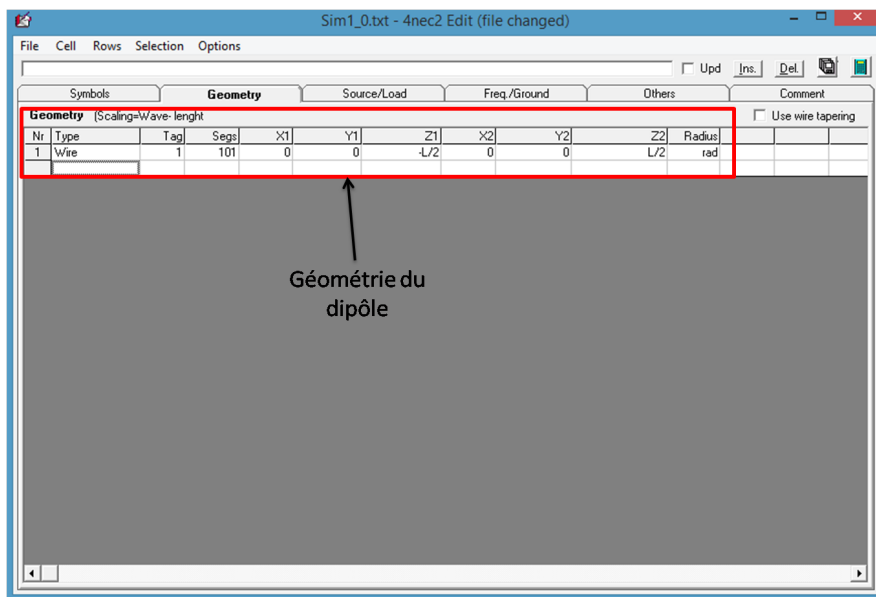 Sim1_0.txt - 4nec2 Edit (file changed)
File Cell Rows Selection Options
Upd Ins. Del.
Symbols Geometry Source/Load Freq./Ground Others Comment
Geometry (Scaling=Wave- lenght Use wire tapering
Nr Type Tag Segs X1 Y1 Z1 X2 Y2 Z2 Radius
1 Wire 1 101 0 0 -L/2 0 0 L/2 rad
Géométrie du
dipôle